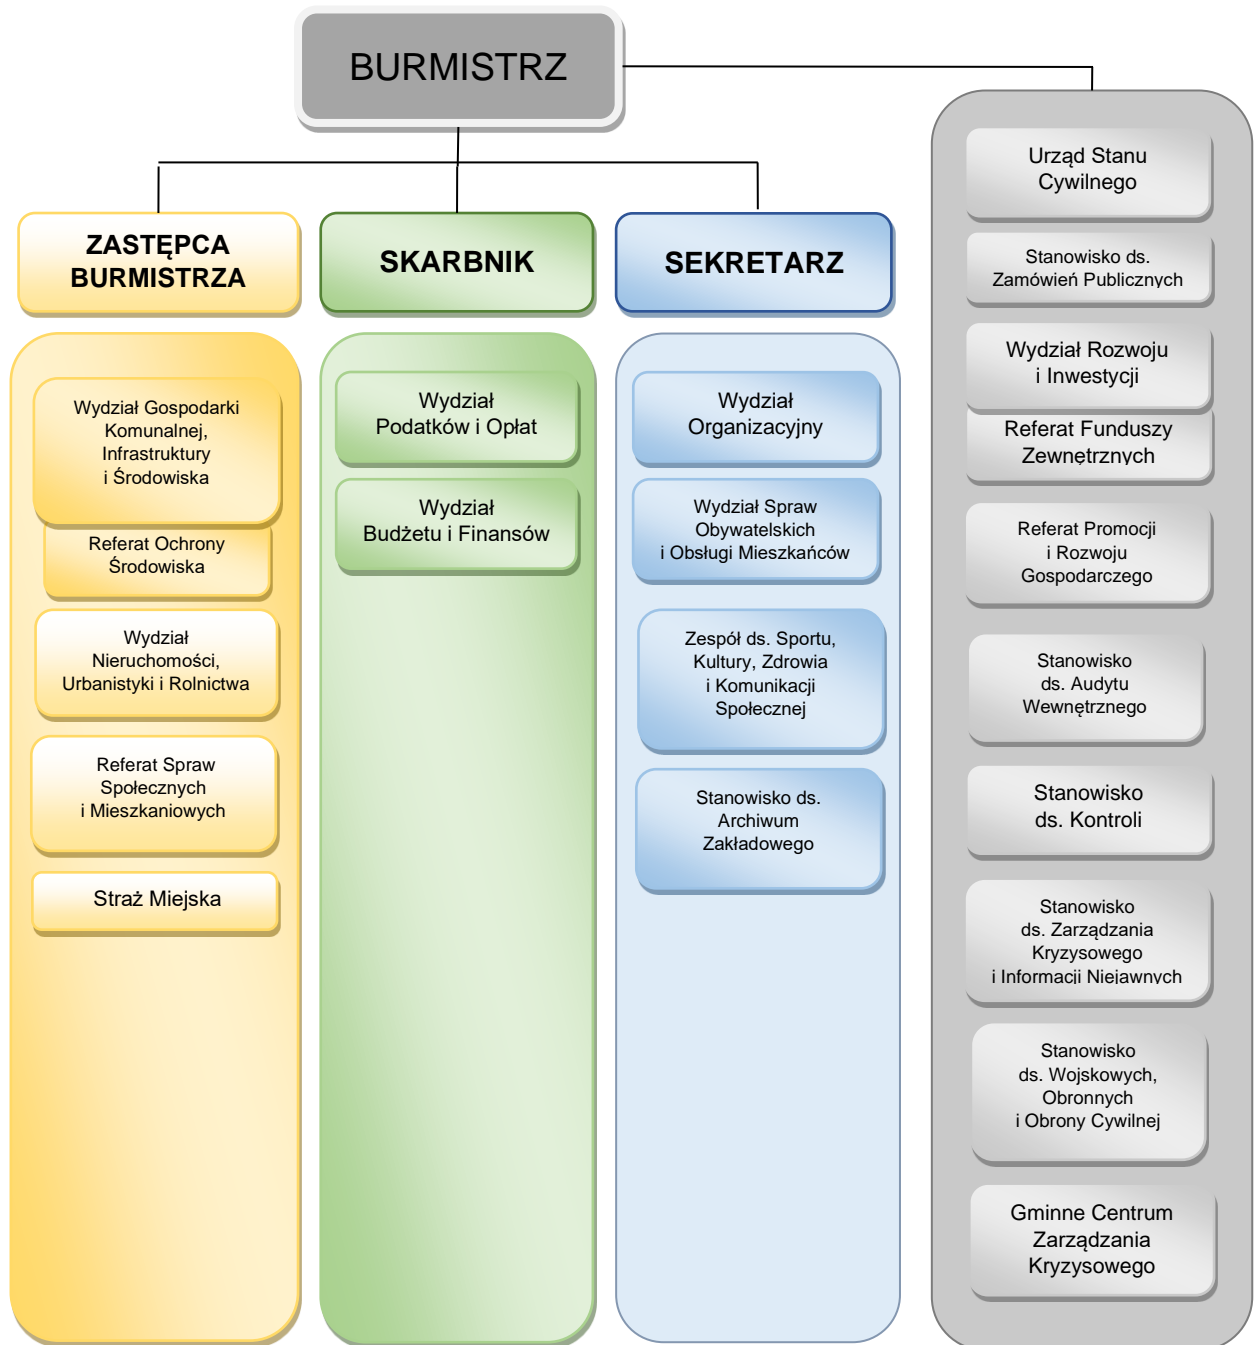 BURMISTRZ
ZASTĘPCA
BURMISTRZA
Wydział Gospodarki
Komunalnej,
Infrastruktury
i Środowiska
Referat Ochrony
Środowiska
Wydział
Nieruchomości,
Urbanistyki i Rolnictwa
Referat Spraw
Społecznych
i Mieszkaniowych
Straż Miejska
SKARBNIK
Wydział
Podatków i Opłat
Wydział
Budżetu i Finansów
SEKRETARZ
Wydział
Organizacyjny
Wydział Spraw
Obywatelskich
i Obsługi Mieszkańców
Zespół ds. Sportu,
Kultury, Zdrowia
i Komunikacji
Społecznej
Stanowisko ds.
Archiwum
Zakładowego
Urząd Stanu
Cywilnego
Stanowisko ds.
Zamówień Publicznych
Wydział Rozwoju
i Inwestycji
Referat Funduszy
Zewnętrznych
Referat Promocji
i Rozwoju
Gospodarczego
Stanowisko
ds. Audytu
Wewnętrznego
Stanowisko
ds. Kontroli
Stanowisko
ds. Zarządzania
Kryzysowego
i Informacji Niejawnych
Stanowisko
ds. Wojskowych,
Obronnych
i Obrony Cywilnej
Gminne Centrum
Zarządzania
Kryzysowego